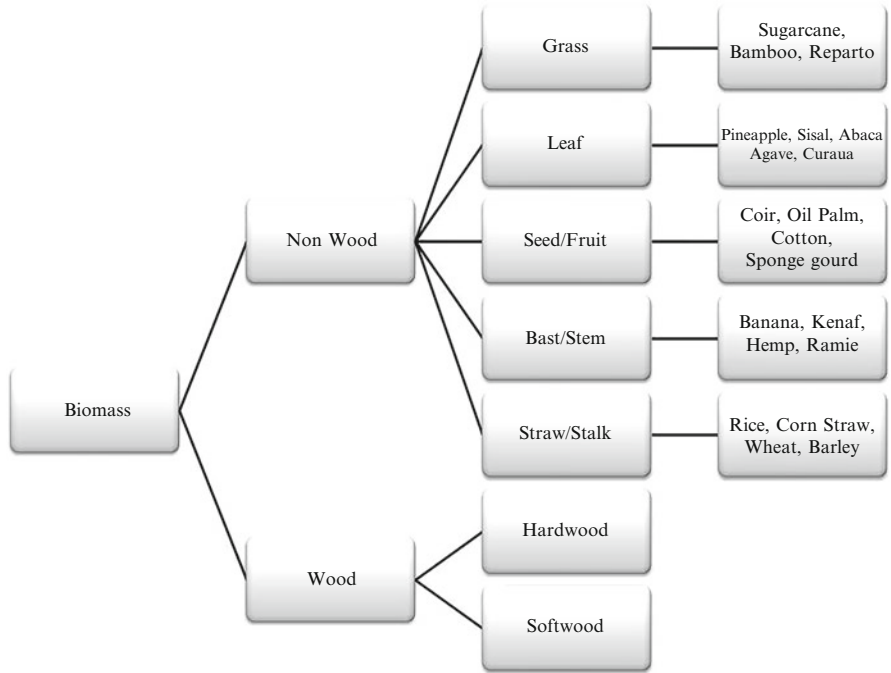 Biomass
Non Wood
Wood
Grass
Leaf
Seed/Fruit
Bast/Stem
Straw/Stalk
Hardwood
Softwood
Sugarcane,
Bamboo, Reparto
Pineapple, Sisal, Abaca
Agave, Curaua
Coir, Oil Palm,
Cotton,
Sponge gourd
Banana, Kenaf,
Hemp, Ramie
Rice, Corn Straw,
Wheat, Barley